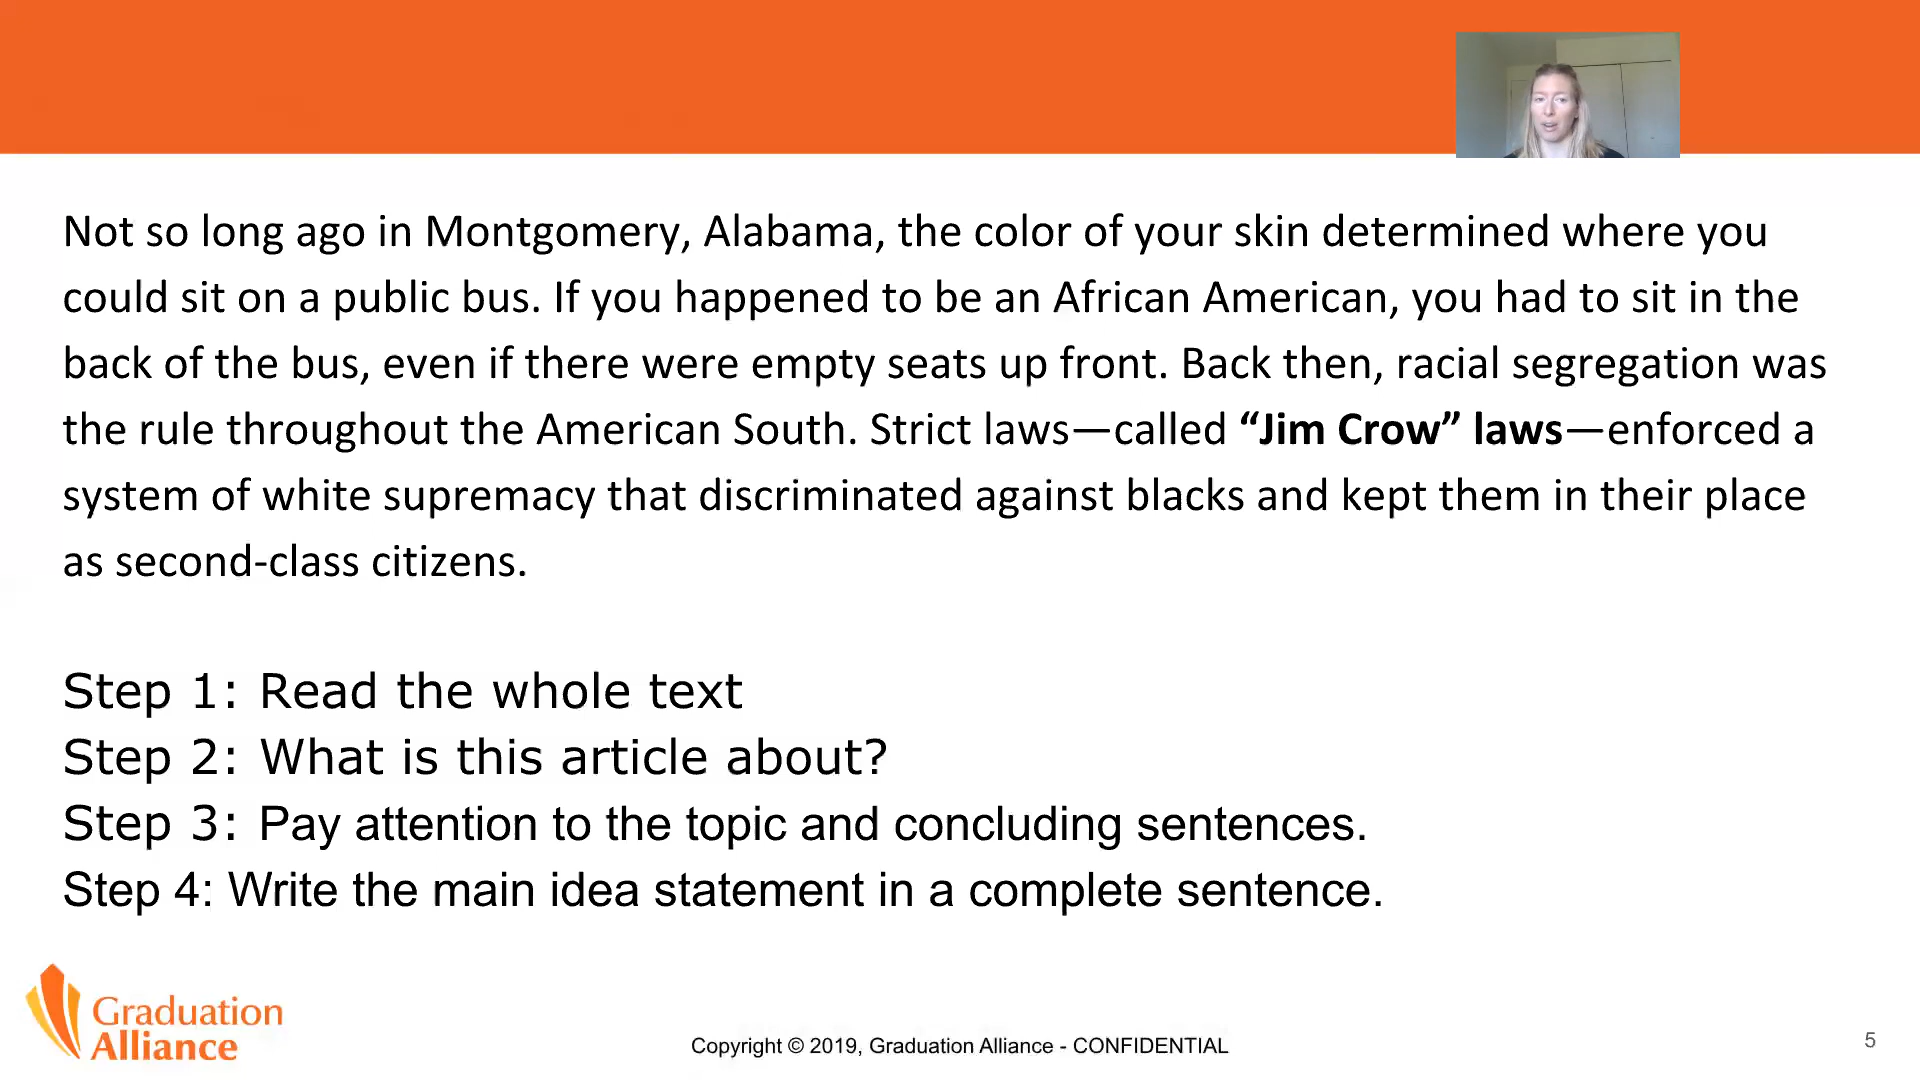 Not so long ago in Montgomery, Alabama, the color of your skin determined where you
could sit on a public bus. If you happened to be an African American, you had to sit in the
back of the bus, even if there were empty seats up front. Back then, racial segregation was
the rule throughout the American South. Strict laws—called “Jim Crow” laws—enforced a
system of white supremacy that discriminated against blacks and kept them in their place
as second-class citizens.
Step 1: Read the whole text
Step 2: What is this article about?
Step 3: Pay attention to the topic and concluding sentences.
Step 4: Write the main idea statement in a complete sentence.
Graduation
Alliance
Copyright © 2019, Graduation Alliance - CONFIDENTIAL
5